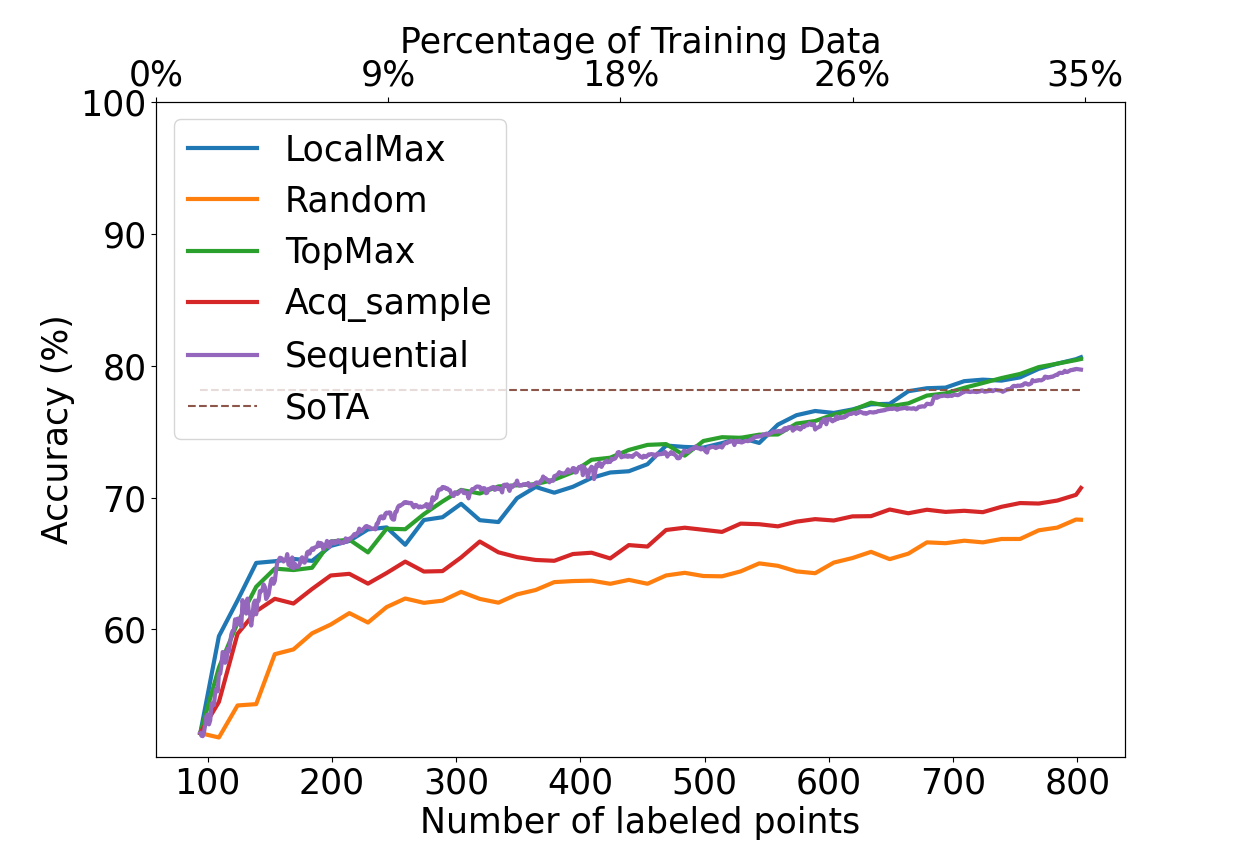 Percentage of Training Data
0% 9% 18% 26% 35%
100
90
80
70
60
Accuracy (%)
LocalMax
Random
TopMax
Acq_sample
Sequential
SoTA
100 200 300 400 500 600 700 800
Number of labeled points